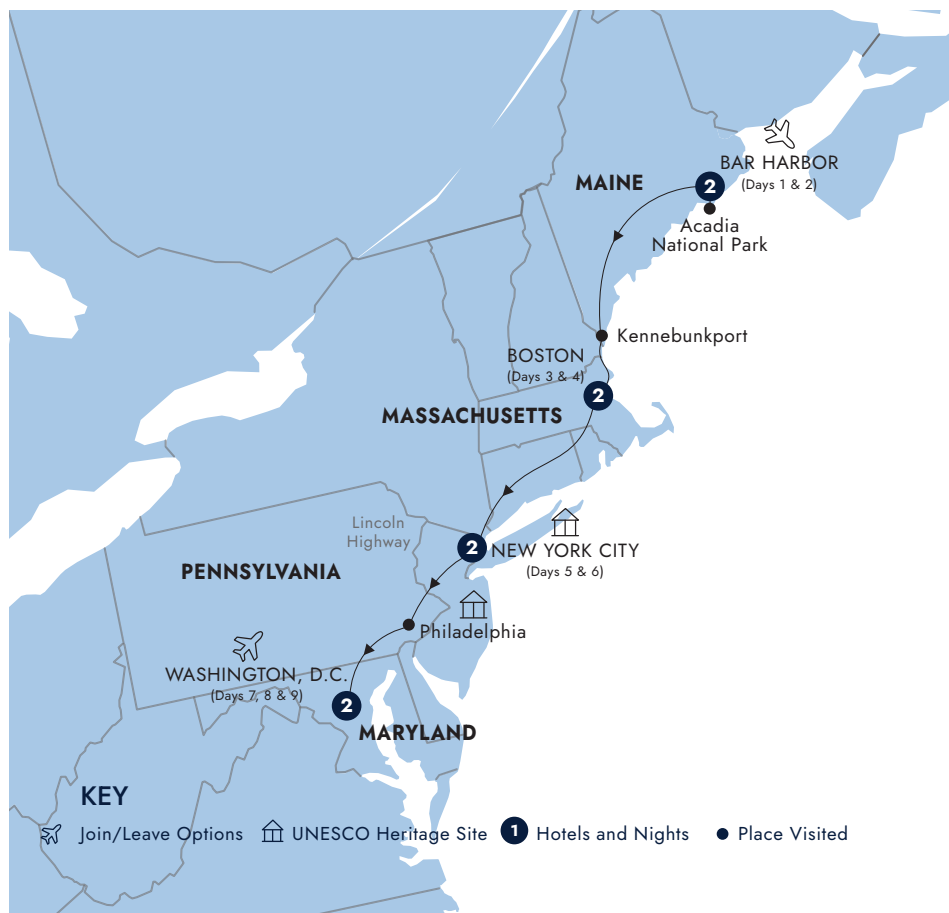 BAR HARBOR
(Days 1 & 2)
MAINE
2
Acadia
National Park
Kennebunkport
BOSTON
(Days 3 & 4)
2
MASSACHUSETTS
Lincoln
Highway
2
NEW YORK CITY
(Days 5 & 6)
PENNSYLVANIA
Philadelphia
WASHINGTON, D.C.
(Days 7, 8 & 9)
2
MARYLAND
KEY
Join/Leave Options
UNESCO Heritage Site
1
Hotels and Nights
Place Visited